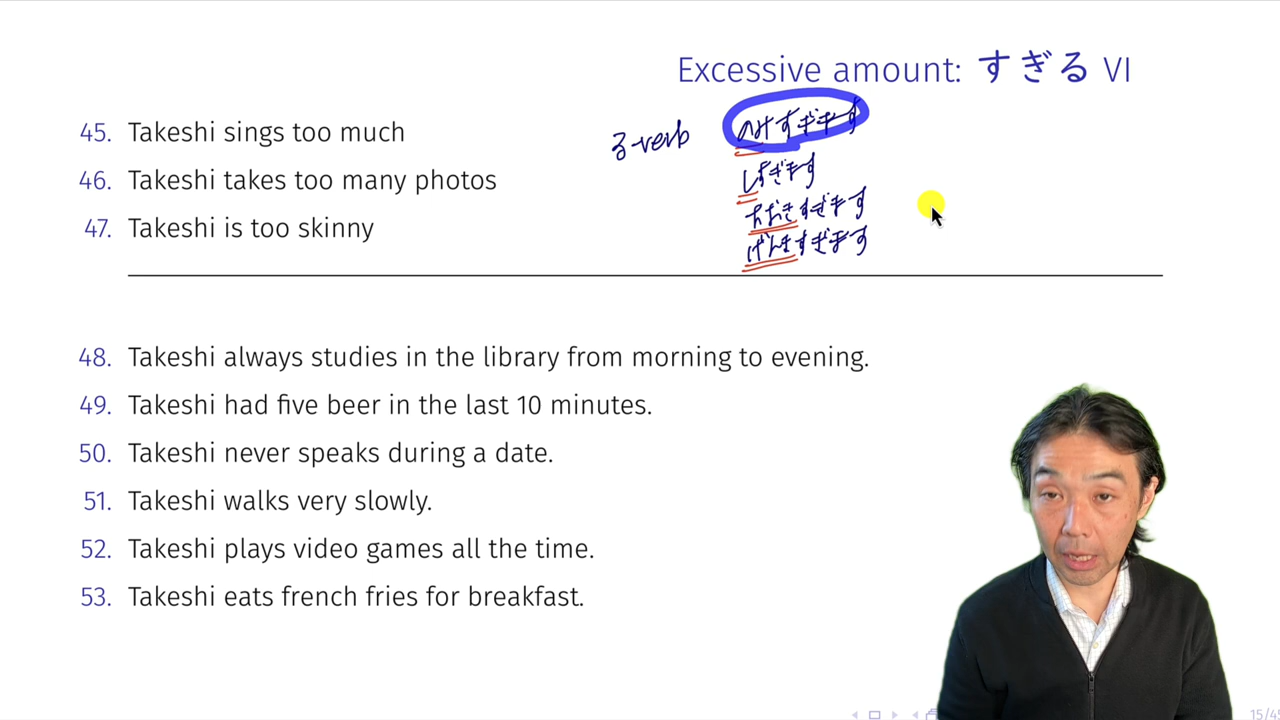 Excessive amount: すぎる VI
45. Takeshi sings too much
46. Takeshi takes too many photos
47. Takeshi is too skinny
る-verb
のみすぎます
しすぎます
おおきすぎます
げんきすぎます
48. Takeshi always studies in the library from morning to evening.
49. Takeshi had five beer in the last 10 minutes.
50. Takeshi never speaks during a date.
51. Takeshi walks very slowly.
52. Takeshi plays video games all the time.
53. Takeshi eats french fries for breakfast.